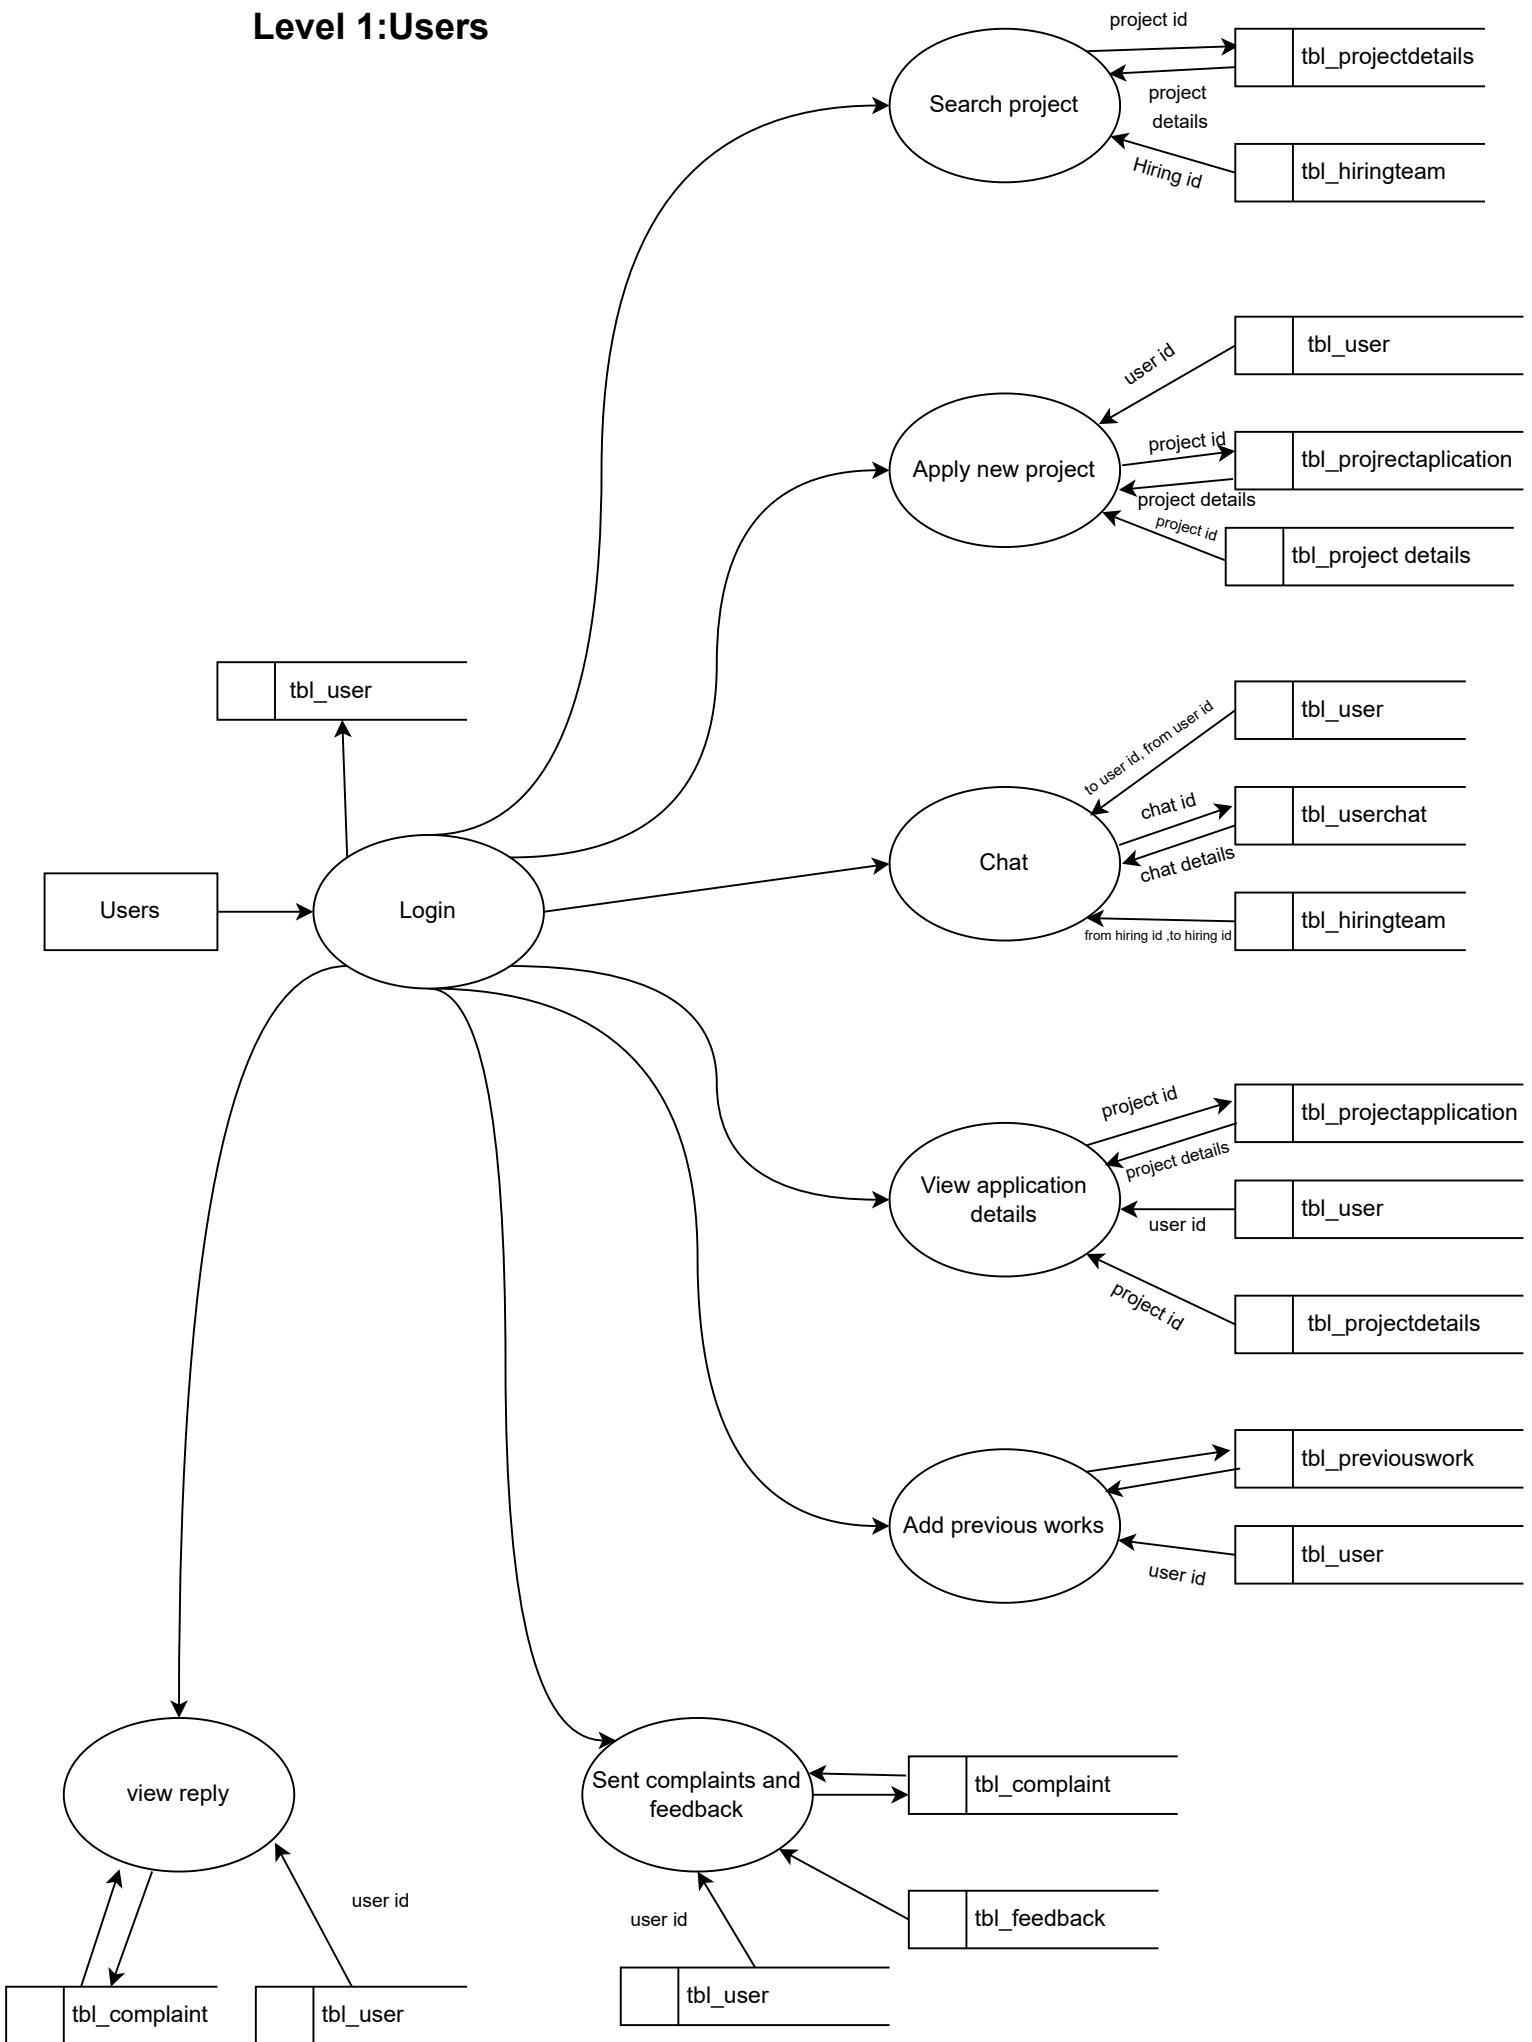 Level 1:Users
project id
tbl_projectdetails
Search project
project
details
Hiring id
tbl_hiringteam
tbl_user
user id
Apply new project
project id
tbl_projrectaplication
project details
project id
tbl_project details
tbl_user
tbl_user
to user id, from user id
chat id
tbl_userchat
Chat
chat details
Users
Login
tbl_hiringteam
from hiring id ,to hiring id
project id
tbl_projectapplication
project details
View application
details
tbl_user
user id
project id
tbl_projectdetails
tbl_previouswork
Add previous works
tbl_user
user id
view reply
Sent complaints and
feedback
tbl_complaint
user id
user id
tbl_feedback
tbl_user
tbl_complaint
tbl_user